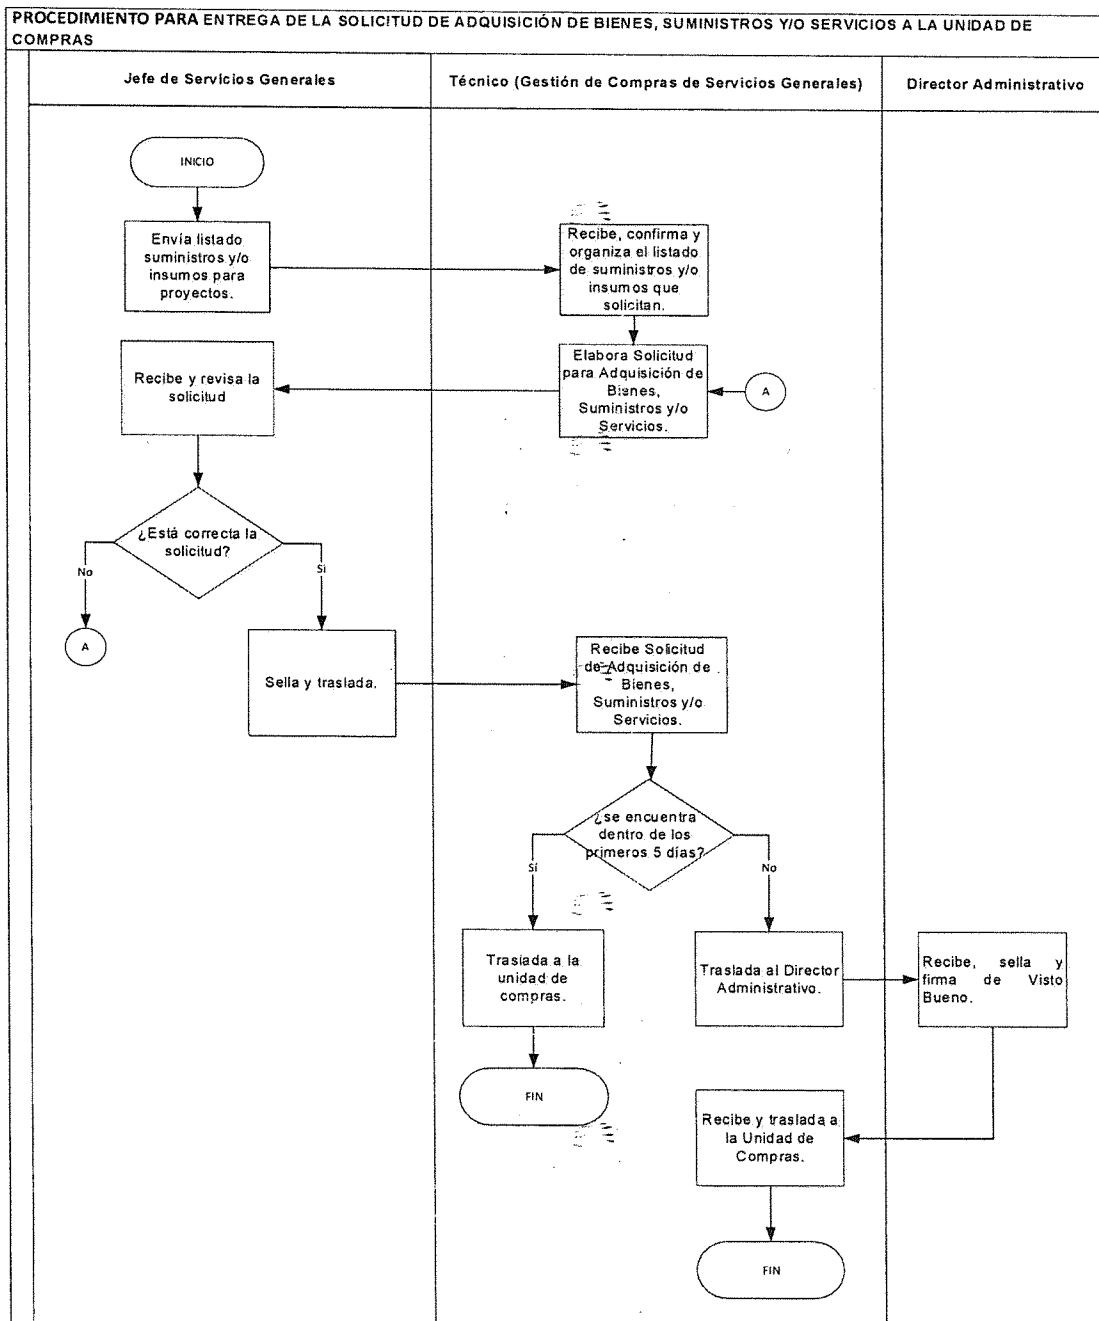 PROCEDIMIENTO PARA ENTREGA DE LA SOLICITUD DE ADQUISICIÓN DE BIENES, SUMINISTROS Y/O SERVICIOS A LA UNIDAD DE
COMPRAS
Jefe de Servicios Generales
Técnico (Gestión de Compras de Servicios Generales)
Director Administrativo
INICIO
Envía listado
suministros y/o
insumos para
proyectos.
Recibe, confirma y
organiza el listado
de suministros y/o
insumos que
solicitan.
Recibe y revisa la
solicitud
Elabora Solicitud
para Adquisición de
Bienes,
Suministros y/o
Servicios.
A
¿Está correcta la
solicitud?
No
Si
A
Sella y traslada.
Recibe Solicitud
de Adquisición de
Bienes,
Suministros y/o
Servicios.
¿se encuentra
dentro de los
primeros 5 días?
Sí
No
Traslada a la
unidad de
compras.
Traslada al Director
Administrativo.
Recibe, sella y
firma de Visto
Bueno.
FIN
Recibe y traslada a
la Unidad de
Compras.
FIN